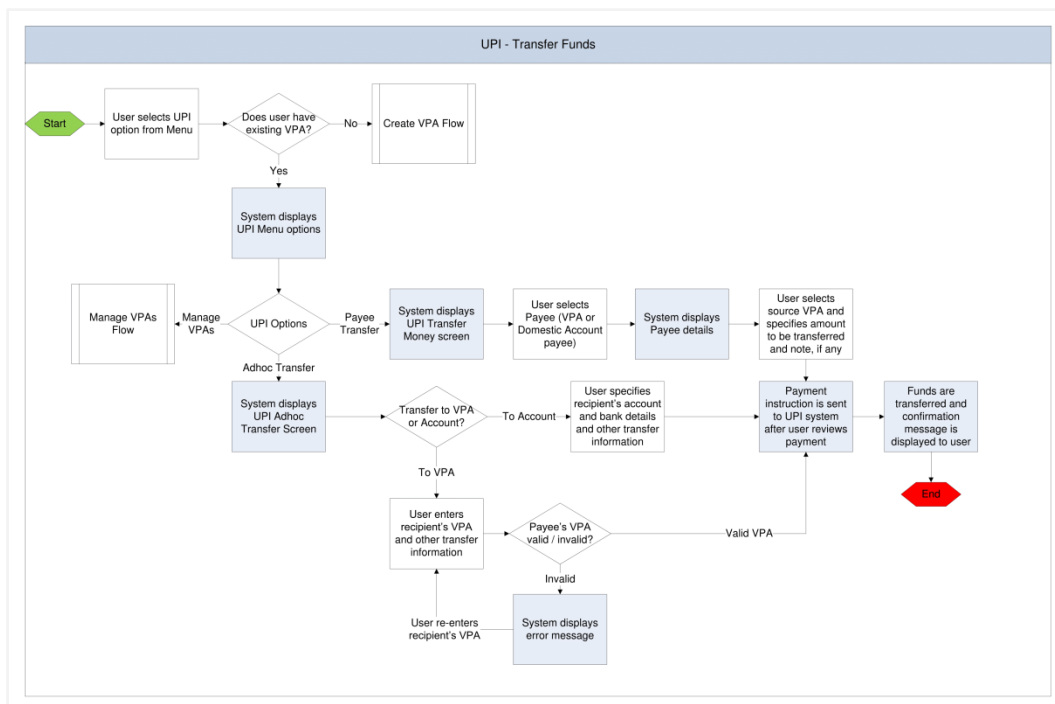 UPI - Transfer Funds
Start
User selects UPI
option from Menu
Does user have
existing VPA?
No
Create VPA Flow
Yes
System displays
UPI Menu options
Manage VPAs
Flow
Manage
VPAs
UPI Options
Payee
Transfer
System displays
UPI Transfer
Money screen
User selects
Payee (VPA or
Domestic Account
payee)
System displays
Payee details
User selects
source VPA and
specifies amount
to be transferred
and note, if any
Adhoc Transfer
System displays
UPI Adhoc
Transfer Screen
Transfer to VPA
or Account?
To Account
User specifies
recipient's account
and bank details
and other transfer
information
Payment
instruction is sent
to UPI system
after user reviews
payment
Funds are
transferred and
confirmation
message is
displayed to user
End
To VPA
User enters
recipient's VPA
and other transfer
information
Payee's VPA
valid / invalid?
Valid VPA
Invalid
User re-enters
recipient's VPA
System displays
error message